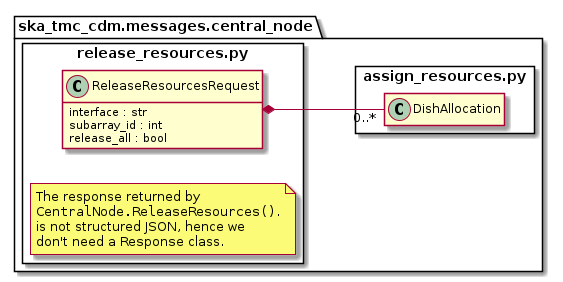 ska_tmc_cdm.messages.central_node
release_resources.py
C ReleaseResourcesRequest
interface : str
subarray_id : int
release_all : bool
assign_resources.py
C DishAllocation
0..*
The response returned by
CentralNode.ReleaseResources().
is not structured JSON, hence we
don't need a Response class.